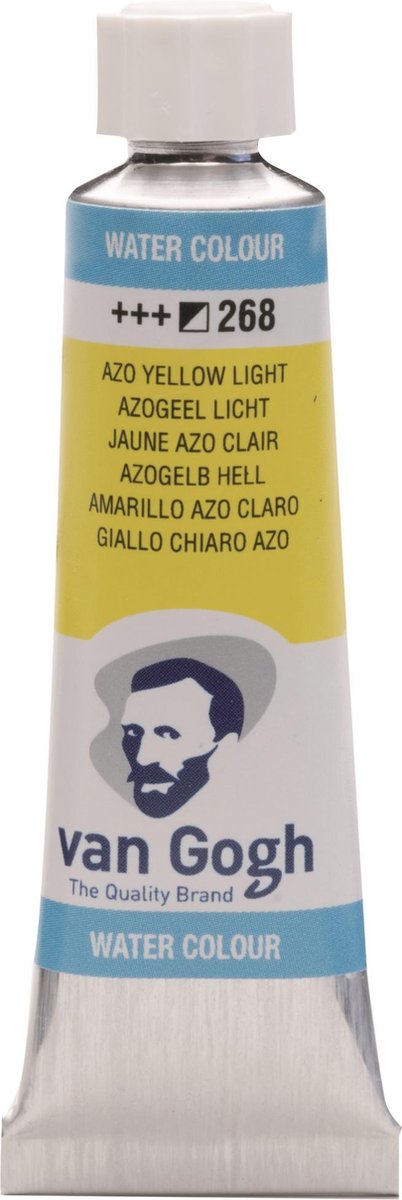 WATER COLOUR
+++ 268
AZO YELLOW LIGHT
AZOGEEL LICHT
JAUNE AZO CLAIR
AZOGELB HELL
AMARILLO AZO CLARO
GIALLO CHIARO AZO
van Gogh
The Quality Brand
WATER COLOUR